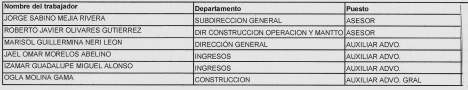 Nombre del trabajador Departamento Puesto
JORGE SABINO MEJIA RIVERA SUBDIRECCION GENERAL ASESOR
ROBERTO JAVIER OLIVARES GUTIERREZ DIR CONSTRUCCION OPERACION Y MANTTO ASESOR
MARISOL GUILLERMINA NERI LEON DIRECCIÓN GENERAL AUXILIAR ADVO.
JAEL OMAR MORELOS ABELINO INGRESOS AUXILIAR ADVO.
IZAMAR GUADALUPE MIGUEL ALONSO INGRESOS AUXILIAR ADVO.
OGLA MOLINA GAMA CONSTRUCCION AUXILIAR ADVO. GRAL